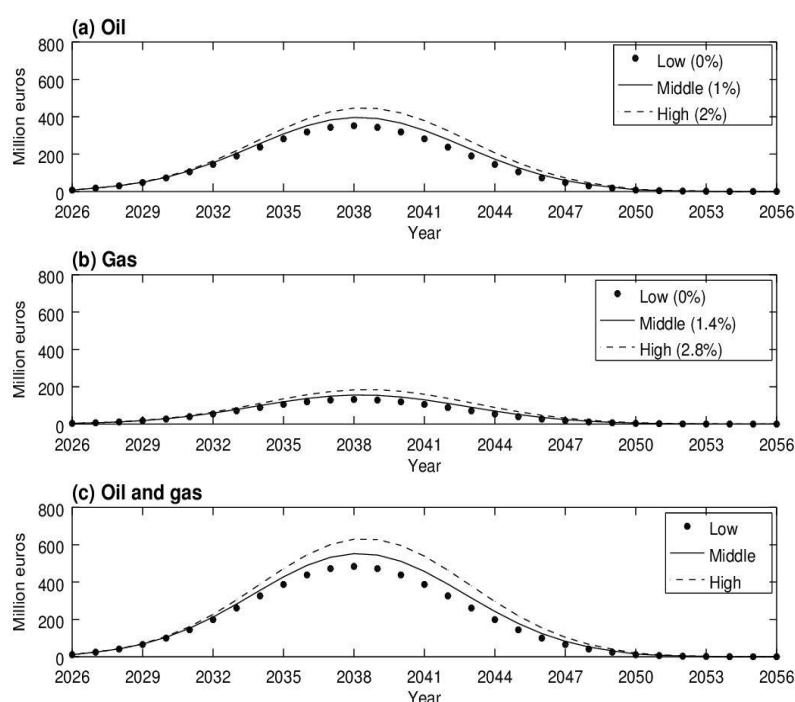 (a) Oil
800
600
400
200
0
Million euros
Low (0%)
Middle (1%)
High (2%)
2026 2029 2032 2035 2038 2041 2044 2047 2050 2053 2056
Year
(b) Gas
800
600
400
200
0
Million euros
Low (0%)
Middle (1.4%)
High (2.8%)
2026 2029 2032 2035 2038 2041 2044 2047 2050 2053 2056
Year
(c) Oil and gas
800
600
400
200
0
Million euros
Low
Middle
High
2026 2029 2032 2035 2038 2041 2044 2047 2050 2053 2056
Year